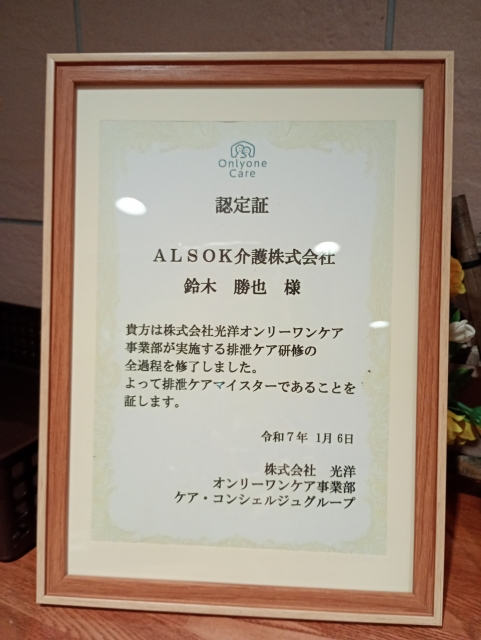 Onlyone
Care
認定証
ALSOK介護株式会社
鈴木 勝也 様
貴方は株式会社光洋オンリーワンケア
事業部が実施する排泄ケア研修の
全過程を修了しました。
よって排泄ケアマイスターであることを
証します。
令和7年 1月 6日
株式会社 光洋
オンリーワンケア事業部
ケア・コンシェルジュグループ